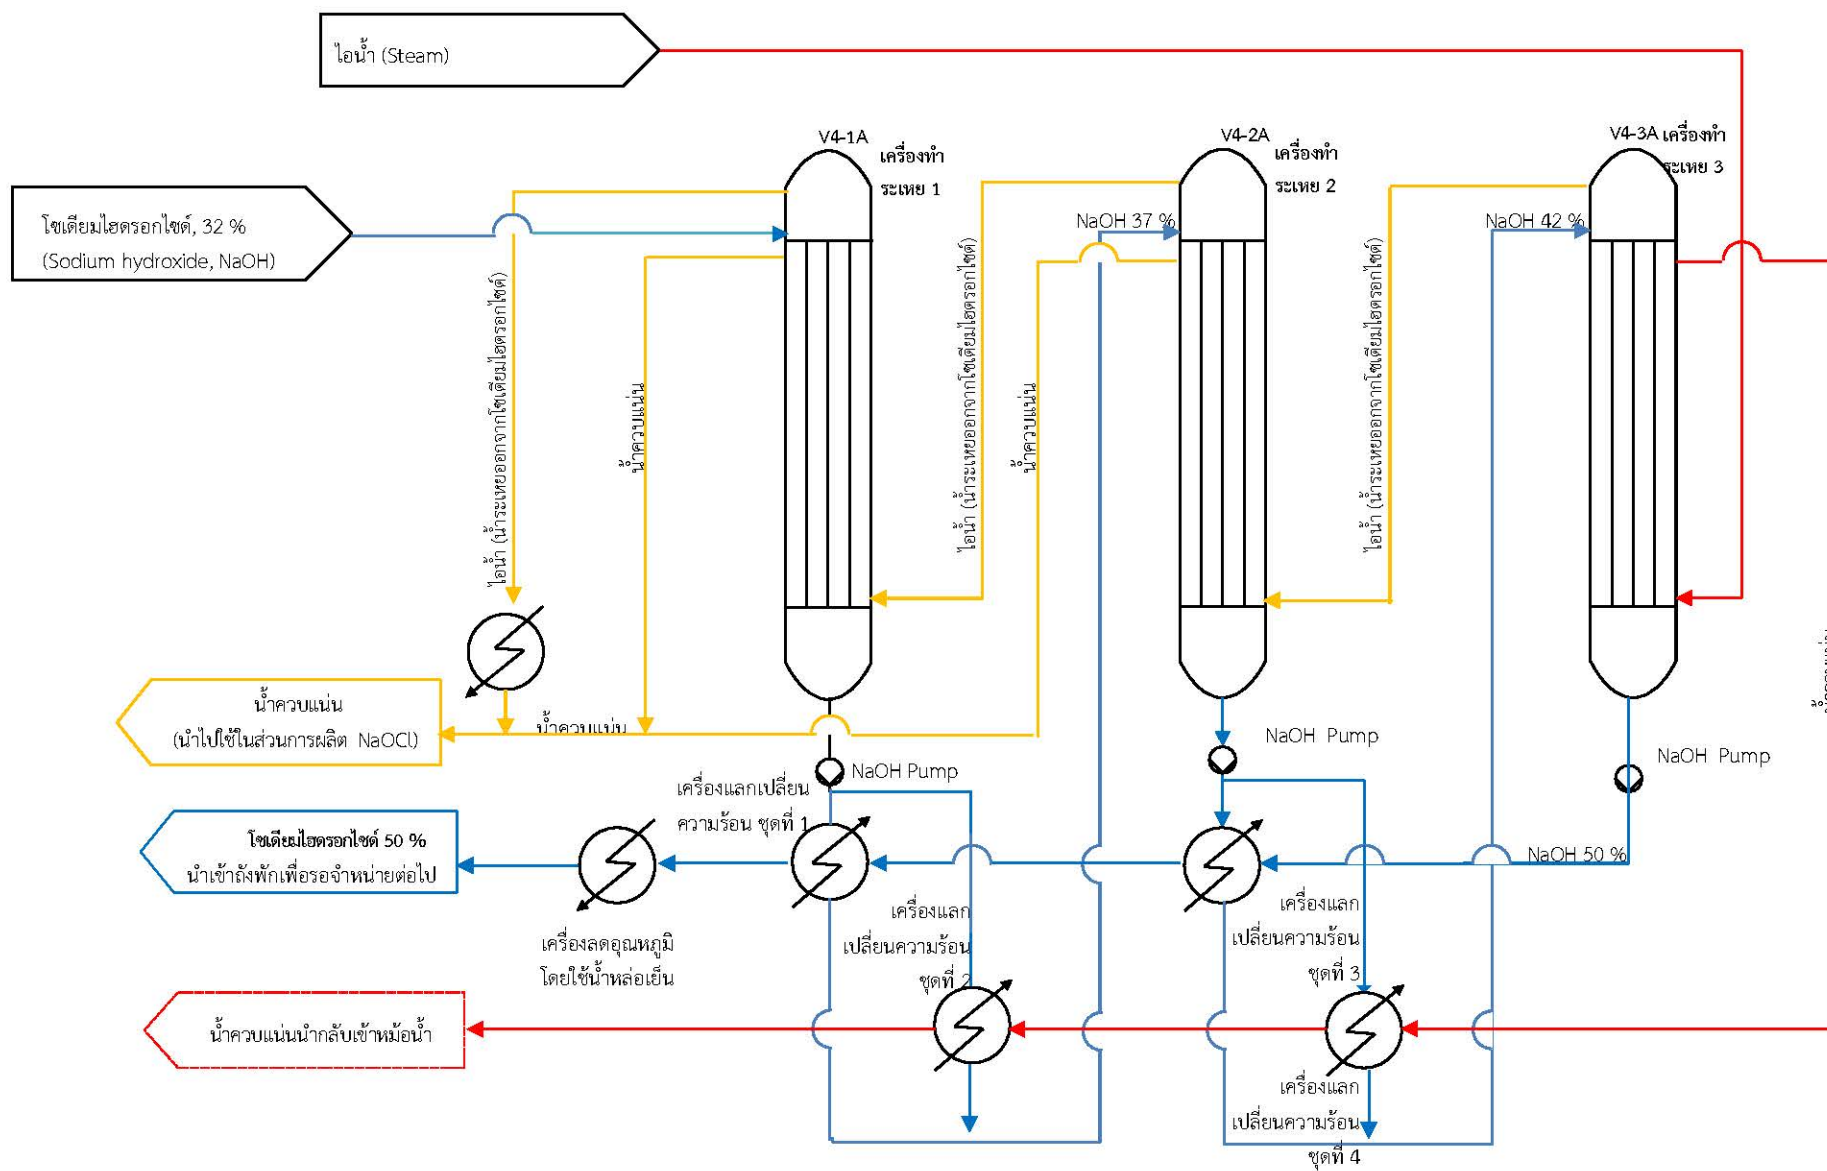 ไอน้ำ (Steam)
V4-1A
เครื่องทำ
ระเหย 1
V4-2A
เครื่องทำ
ระเหย 2
V4-3A เครื่องทำ
ระเหย 3
โซเดียมไฮดรอกไซด์, 32 %
(Sodium hydroxide, NaOH)
NaOH 37 %
NaOH 42 %
ไอน้ำ (น้ำระเหยออกจากโซเดียมไฮดรอกไซด์)
น้ำควบแน่น
ไอน้ำ (น้ำระเหยออกจากโซเดียมไฮดรอกไซด์)
น้ำควบแน่น
ไอน้ำ (น้ำระเหยออกจากโซเดียมไฮดรอกไซด์)
น้ำควบแน่น
(นำไปใช้ในส่วนการผลิต NaOCl)
น้ำควบแน่น
NaOH Pump
NaOH Pump
NaOH Pump
เครื่องแลกเปลี่ยน
ความร้อน ชุดที่ 1
โซเดียมไฮดรอกไซด์ 50 %
นำเข้าถังพักเพื่อรอจำหน่ายต่อไป
NaOH 50 %
เครื่องลดอุณหภูมิ
โดยใช้น้ำหล่อเย็น
เครื่องแลก
เปลี่ยนความร้อน
ชุดที่ 2
เครื่องแลก
เปลี่ยนความร้อน
ชุดที่ 3
น้ำควบแน่นนำกลับเข้าหม้อน้ำ
เครื่องแลก
เปลี่ยนความร้อน
ชุดที่ 4